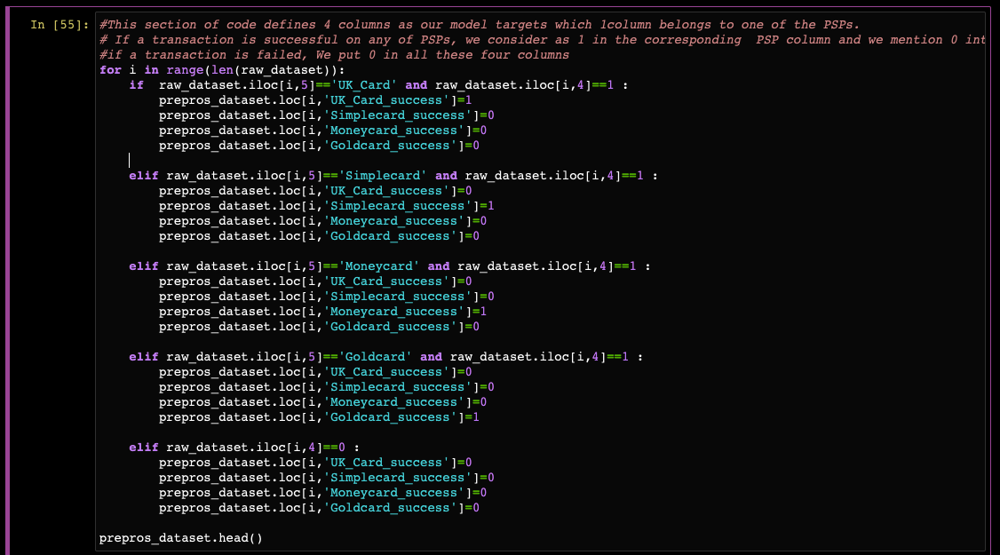 In [55]: #This section of code defines 4 columns as our model targets which 1column belongs to one of the PSPs.
# If a transaction is successful on any of PSPs, we consider as 1 in the corresponding  PSP column and we mention 0 int
#if a transaction is failed, We put 0 in all these four columns
for i in range(len(raw_dataset)):
    if  raw_dataset.iloc[i,5]=='UK_Card' and raw_dataset.iloc[i,4]==1 :
        prepros_dataset.loc[i,'UK_Card_success']=1
        prepros_dataset.loc[i,'Simplecard_success']=0
        prepros_dataset.loc[i,'Moneycard_success']=0
        prepros_dataset.loc[i,'Goldcard_success']=0
    elif raw_dataset.iloc[i,5]=='Simplecard' and raw_dataset.iloc[i,4]==1 :
        prepros_dataset.loc[i,'UK_Card_success']=0
        prepros_dataset.loc[i,'Simplecard_success']=1
        prepros_dataset.loc[i,'Moneycard_success']=0
        prepros_dataset.loc[i,'Goldcard_success']=0
    elif raw_dataset.iloc[i,5]=='Moneycard' and raw_dataset.iloc[i,4]==1 :
        prepros_dataset.loc[i,'UK_Card_success']=0
        prepros_dataset.loc[i,'Simplecard_success']=0
        prepros_dataset.loc[i,'Moneycard_success']=1
        prepros_dataset.loc[i,'Goldcard_success']=0
    elif raw_dataset.iloc[i,5]=='Goldcard' and raw_dataset.iloc[i,4]==1 :
        prepros_dataset.loc[i,'UK_Card_success']=0
        prepros_dataset.loc[i,'Simplecard_success']=0
        prepros_dataset.loc[i,'Moneycard_success']=0
        prepros_dataset.loc[i,'Goldcard_success']=1
    elif raw_dataset.iloc[i,4]==0 :
        prepros_dataset.loc[i,'UK_Card_success']=0
        prepros_dataset.loc[i,'Simplecard_success']=0
        prepros_dataset.loc[i,'Moneycard_success']=0
        prepros_dataset.loc[i,'Goldcard_success']=0
prepros_dataset.head()